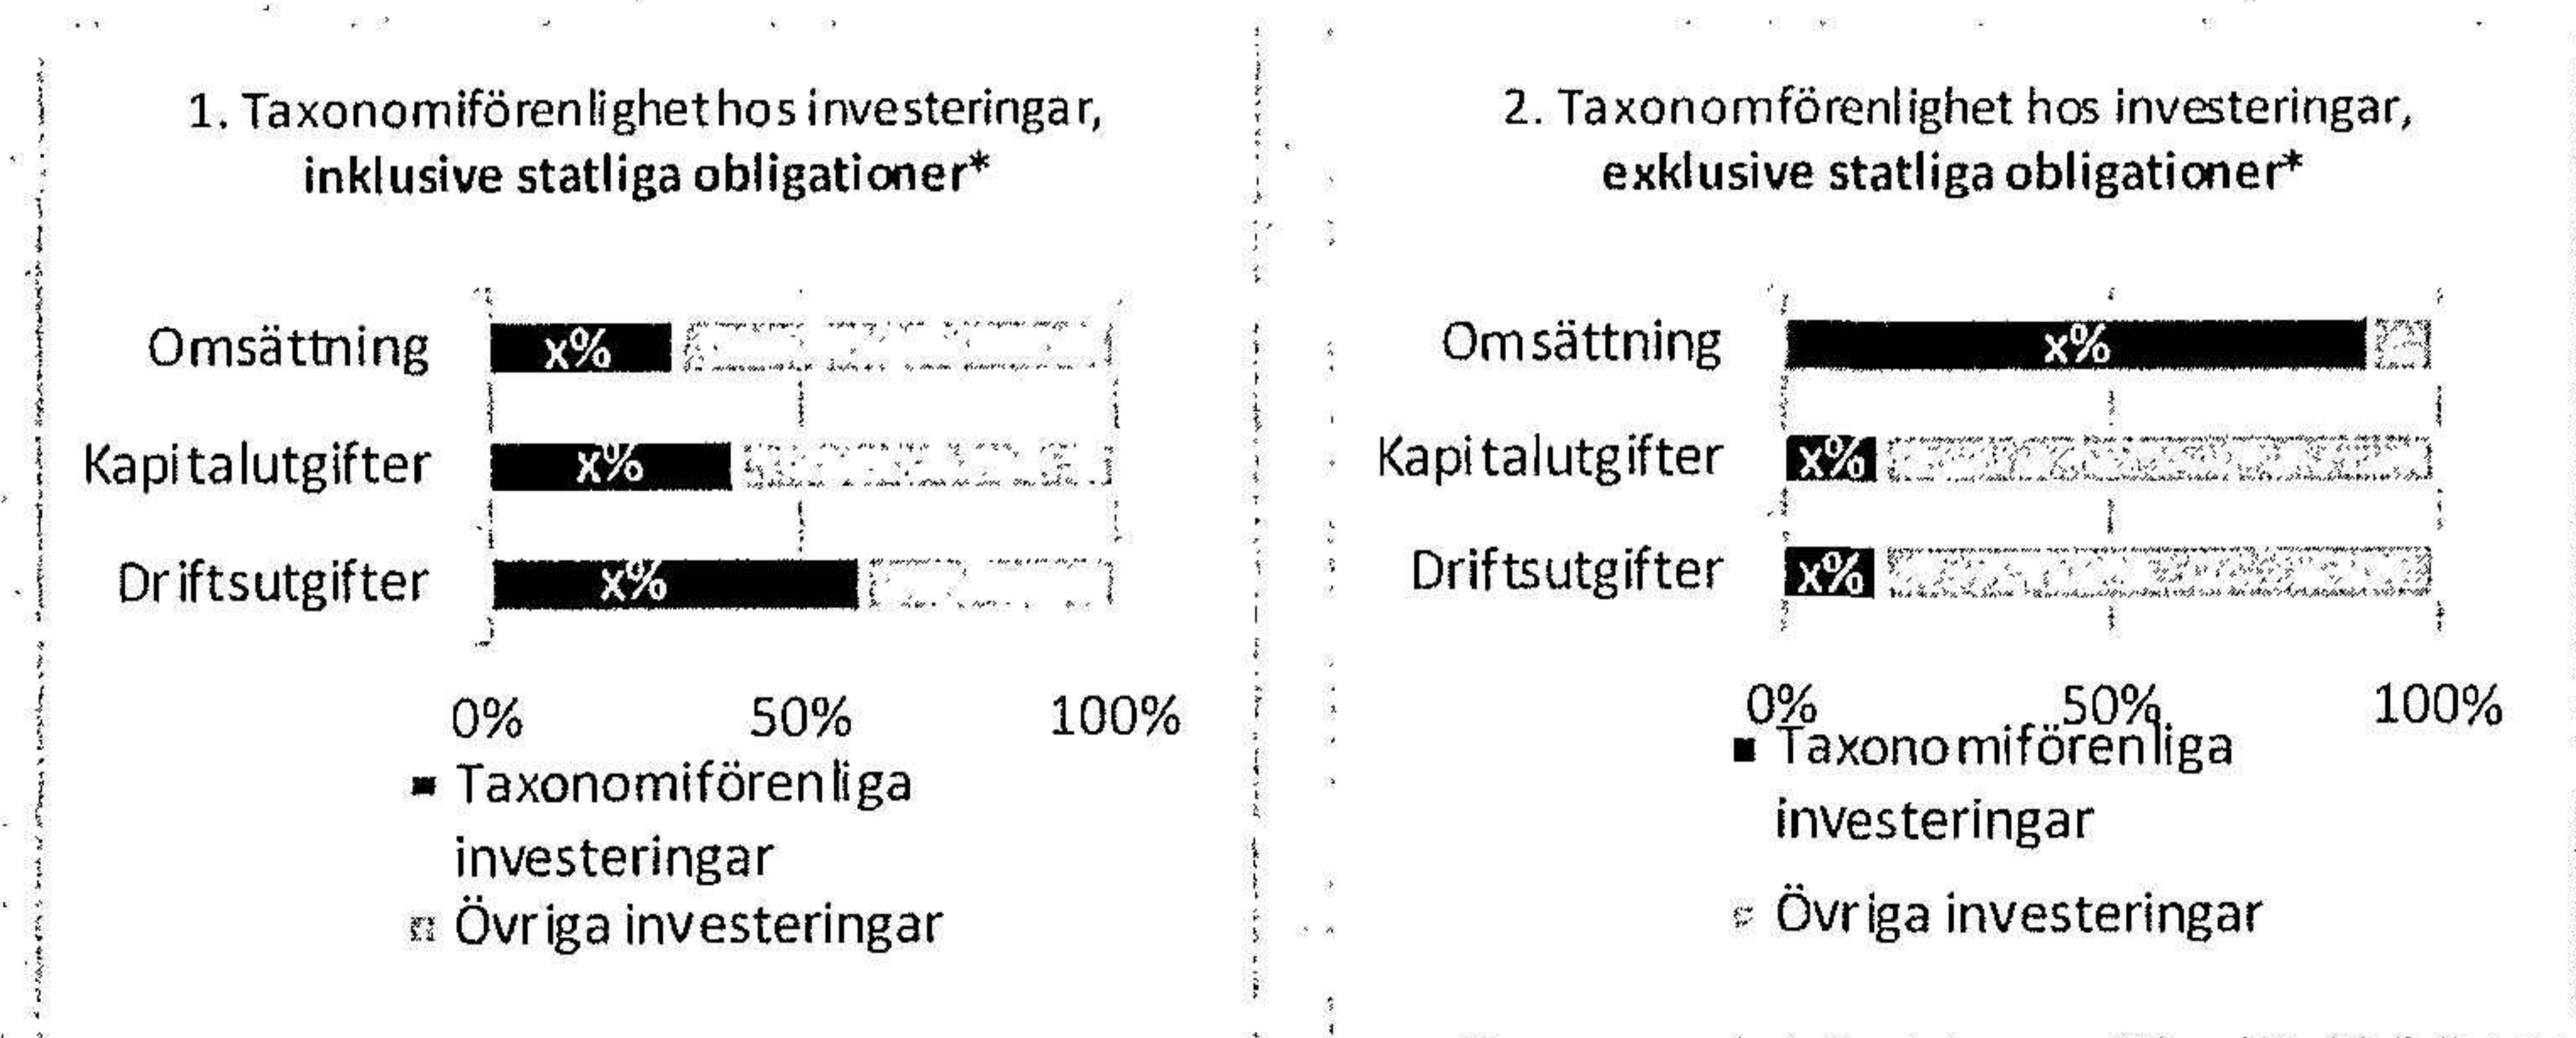 1. Taxonomiförenlighet hos investeringar,
inklusive statliga obligationer*
Omsättning
x%
Kapitalutgifter
x%
Driftsutgifter
x%
0% 50% 100%
Taxonomiförenliga
investeringar
Övriga investeringar
2. Taxonomförenlighet hos investeringar,
exklusive statliga obligationer*
Omsättning
x%
Kapitalutgifter
x%
Driftsutgifter
x%
0% 50% 100%
Taxonomiförenliga
investeringar
Övriga investeringar